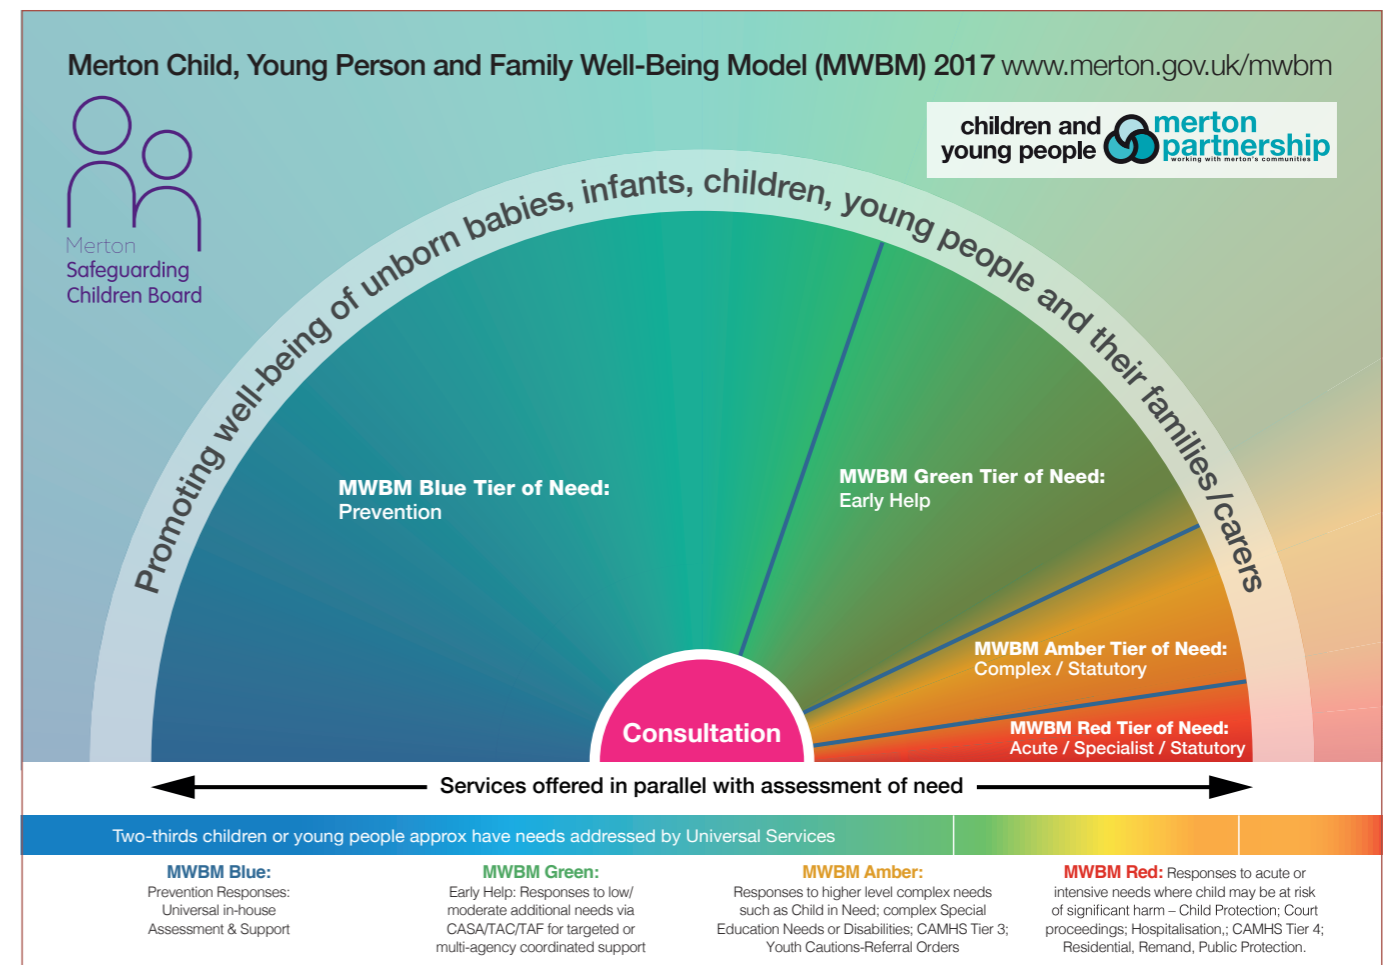 Merton Child, Young Person and Family Well-Being Model (MWBM) 2017 www.merton.gov.uk/mwbm
Merton
Safeguarding
Children Board
children and
young people
merton
partnership
working with merton's communities
Promoting well-being of unborn babies, infants, children, young people and their families/carers
MWBM Blue Tier of Need:
Prevention
MWBM Green Tier of Need:
Early Help
MWBM Amber Tier of Need:
Complex / Statutory
MWBM Red Tier of Need:
Acute / Specialist / Statutory
Consultation
Services offered in parallel with assessment of need
Two-thirds children or young people approx have needs addressed by Universal Services
MWBM Blue:
Prevention Responses:
Universal in-house
Assessment & Support
MWBM Green:
Early Help: Responses to low/
moderate additional needs via
CASA/TAC/TAF for targeted or
multi-agency coordinated support
MWBM Amber:
Responses to higher level complex needs
such as Child in Need; complex Special
Education Needs or Disabilities; CAMHS Tier 3;
Youth Cautions-Referral Orders
MWBM Red: Responses to acute or
intensive needs where child may be at risk
of significant harm – Child Protection; Court
proceedings; Hospitalisation,; CAMHS Tier 4;
Residential, Remand, Public Protection.